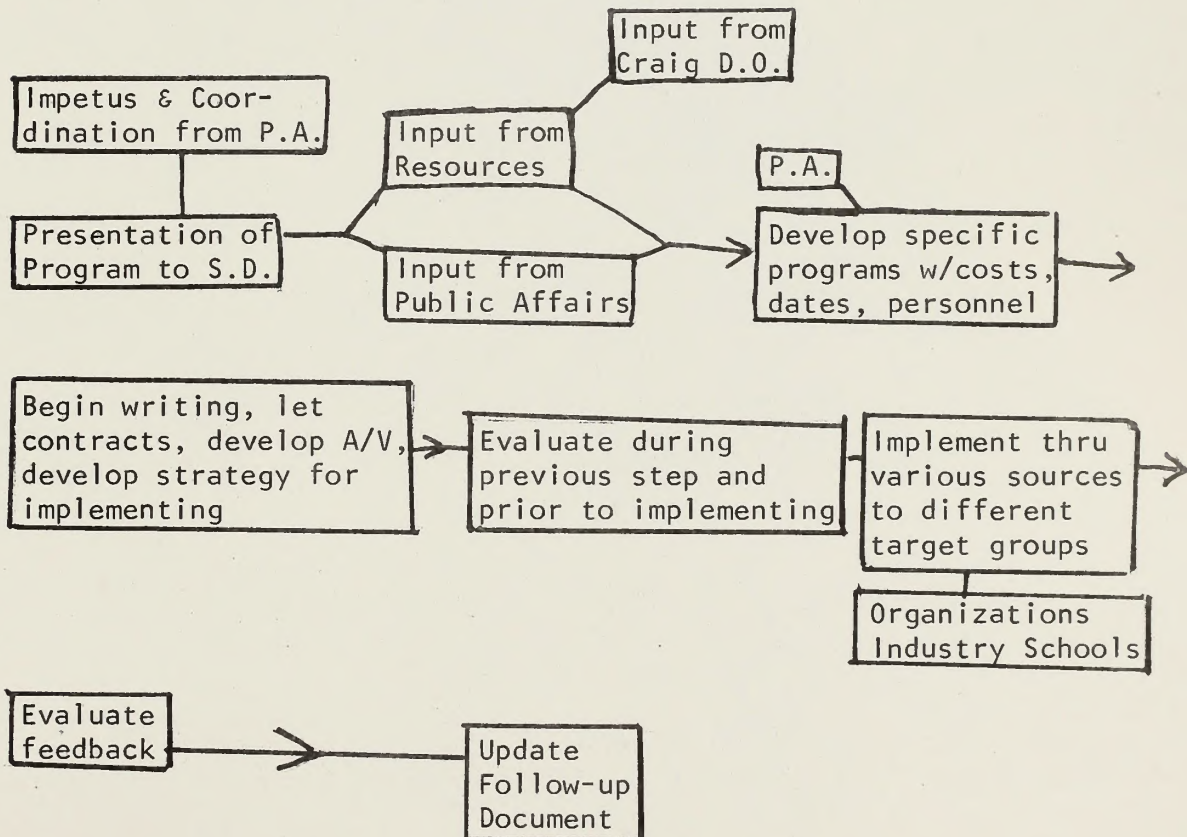 Input from
Craig D.O.
Impetus & Coor-
dination from P.A.
Input from
Resources
P.A.
Presentation of
Program to S.D.
Input from
Public Affairs
Develop specific
programs w/costs,
dates, personnel
Begin writing, let
contracts, develop A/V,
develop strategy for
implementing
Evaluate during
previous step and
prior to implementing
Implement thru
various sources
to different
target groups
Organizations
Industry Schools
Evaluate
feedback
Update
Follow-up
Document